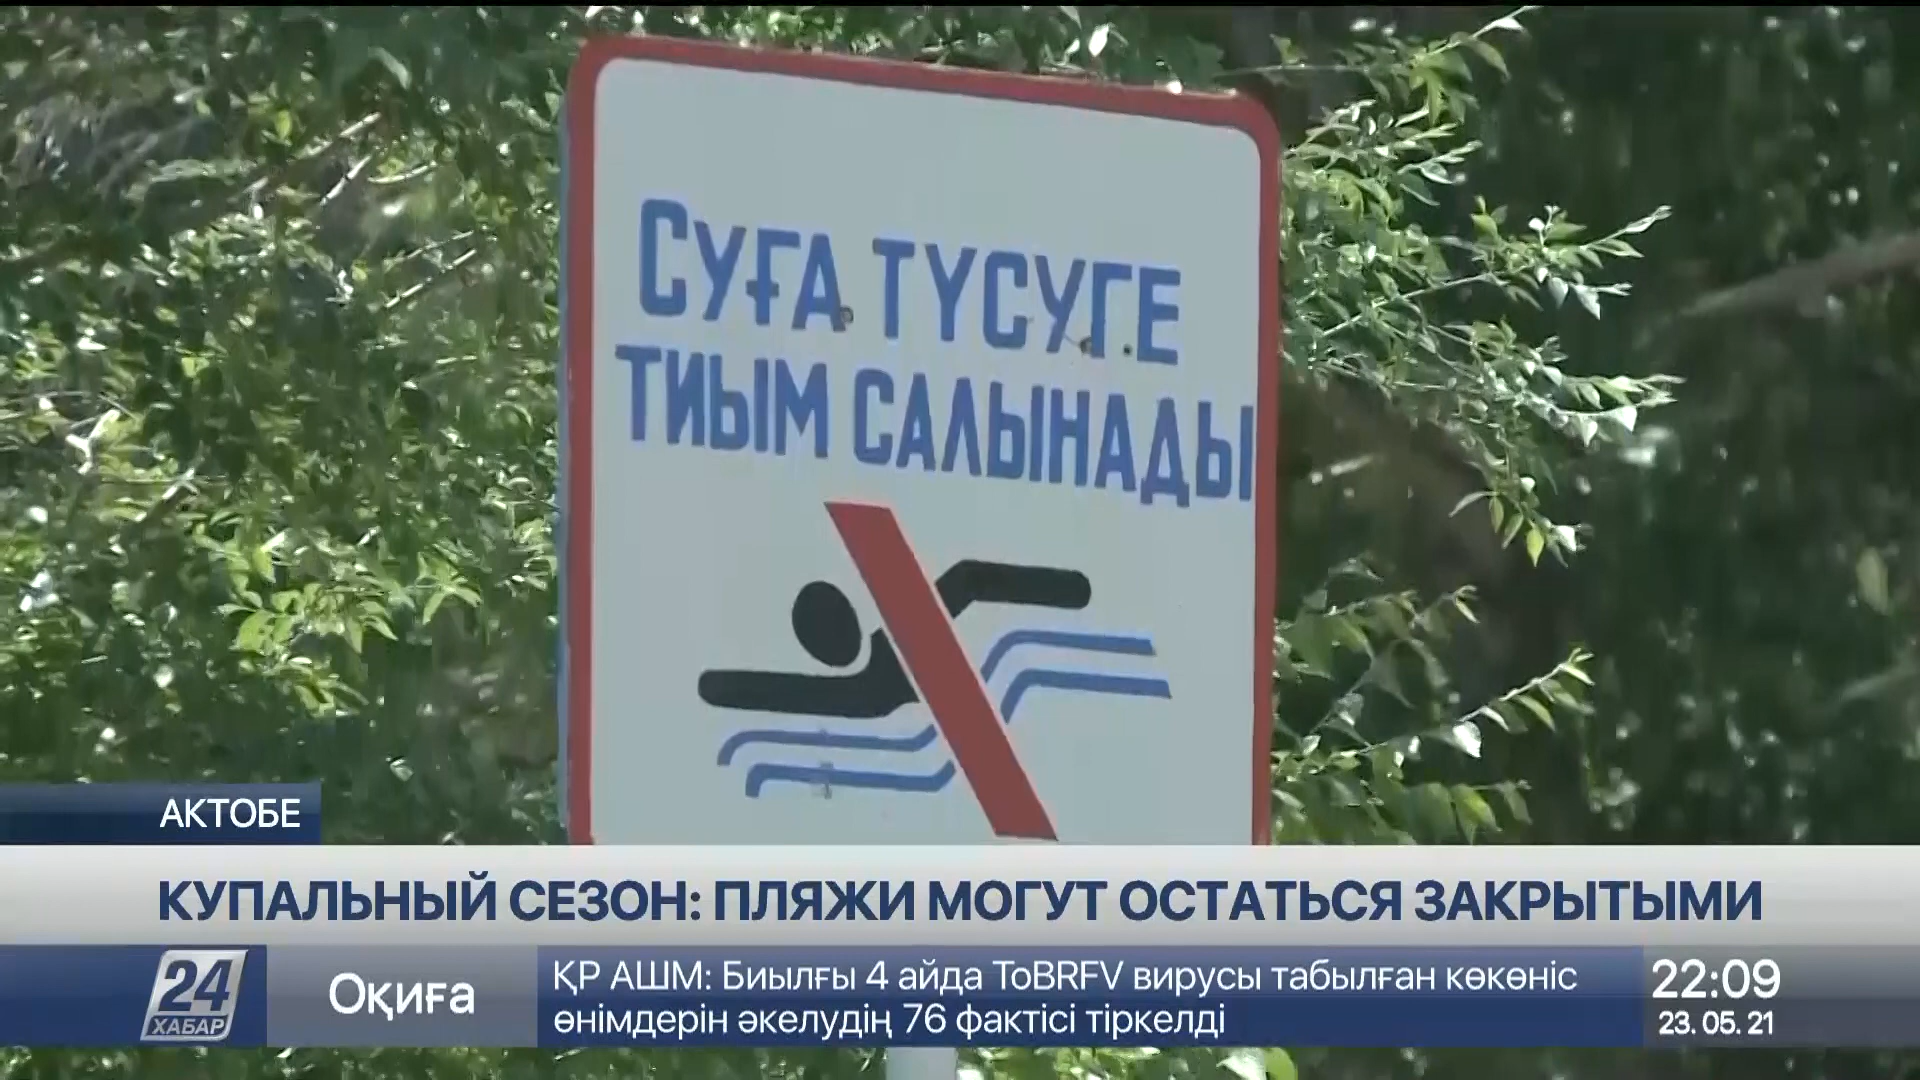 СУҒА ТҮСУГЕ
ТИЫМ САЛЫНАДЫ
АКТОБЕ
КУПАЛЬНЫЙ СЕЗОН: ПЛЯЖИ МОГУТ ОСТАТЬСЯ ЗАКРЫТЫМИ
24
ХАБАР
Оқиға
ҚР АШМ: Биылғы 4 айда ToBRFV вирусы табылған көкөніс
өнімдерін әкелудің 76 фактісі тіркелді
22:09
23. 05. 21